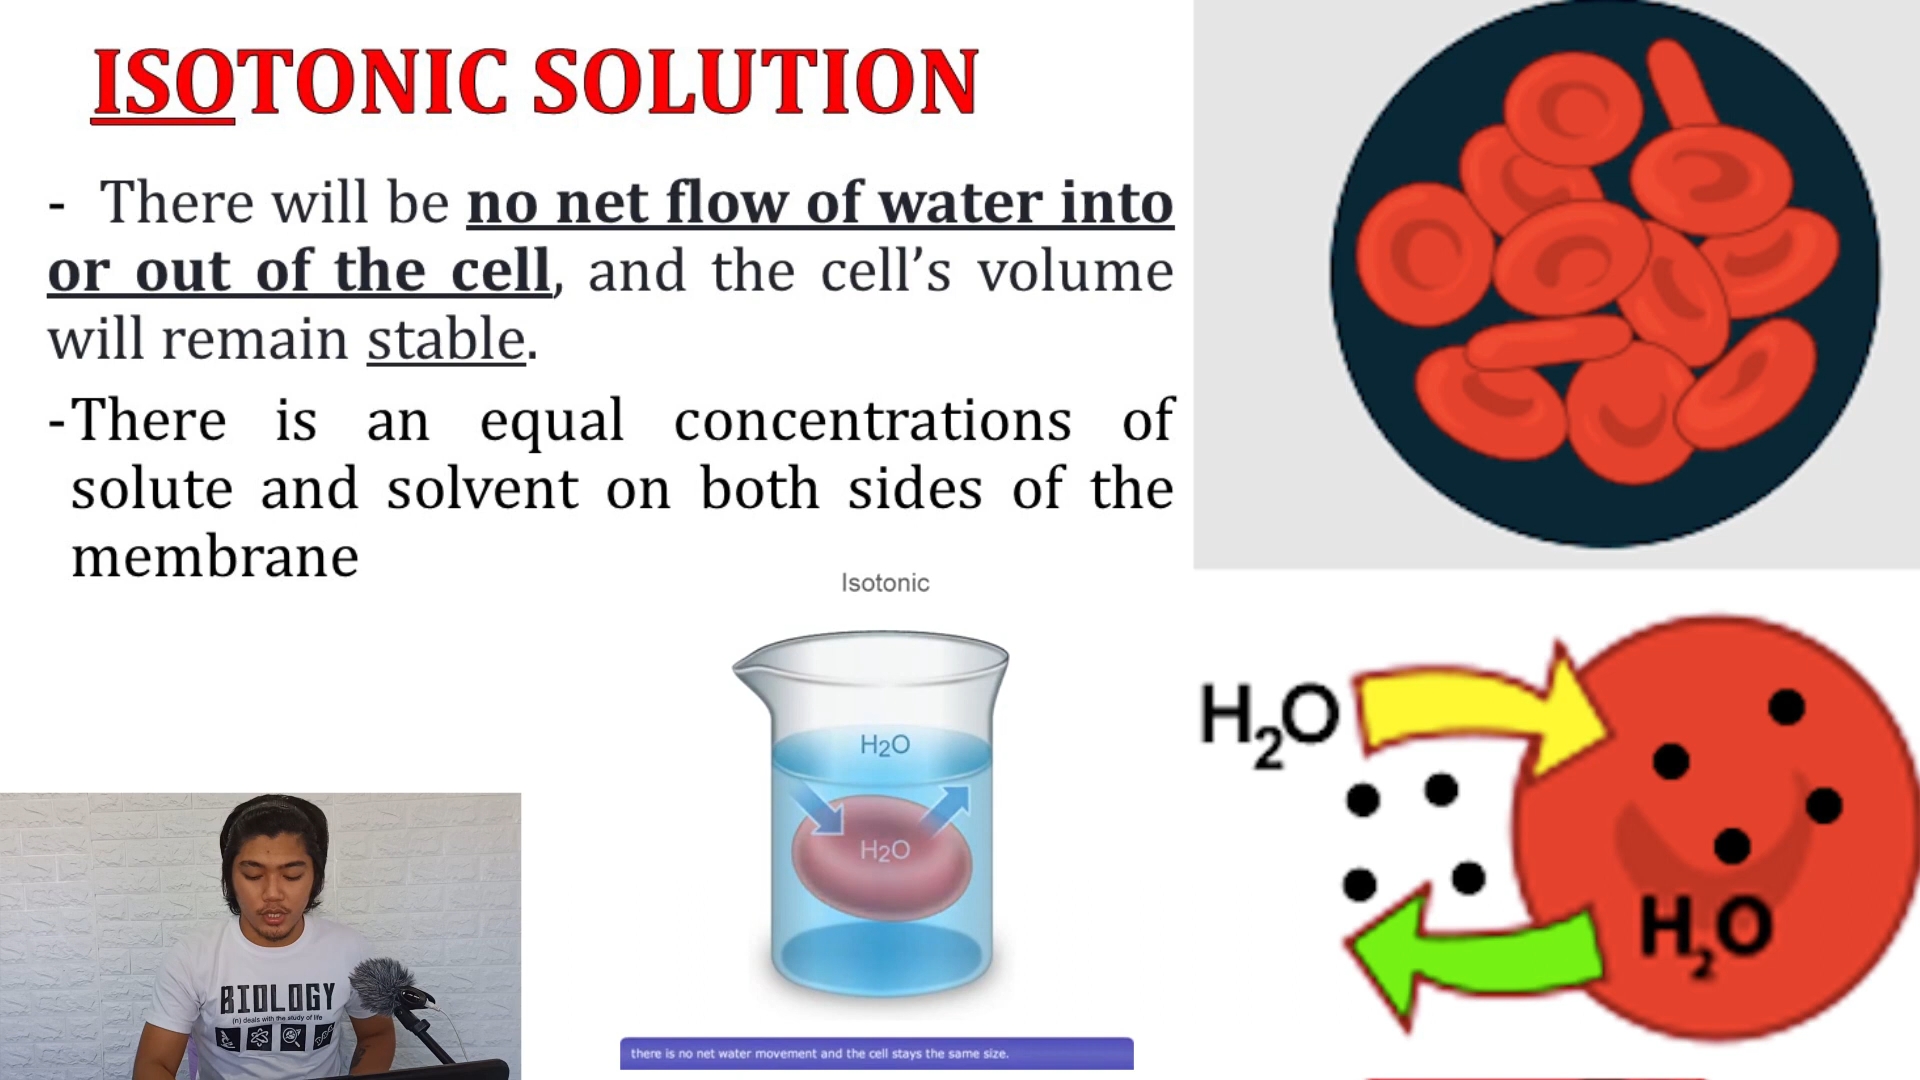 ISOTONIC SOLUTION
- There will be no net flow of water into
or out of the cell, and the cell’s volume
will remain stable.
-There is an equal concentrations of
solute and solvent on both sides of the
membrane
Isotonic
H2O
H2O
there is no net water movement and the cell stays the same size.
H2O
H2O
BIOLOGY
(n) deals with the study of life